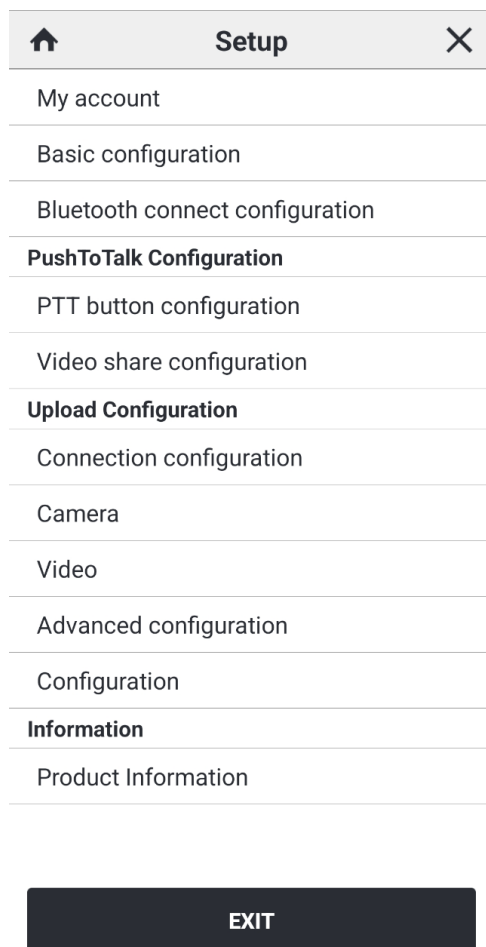 Setup
My account
Basic configuration
Bluetooth connect configuration
PushToTalk Configuration
PTT button configuration
Video share configuration
Upload Configuration
Connection configuration
Camera
Video
Advanced configuration
Configuration
Information
Product Information
EXIT